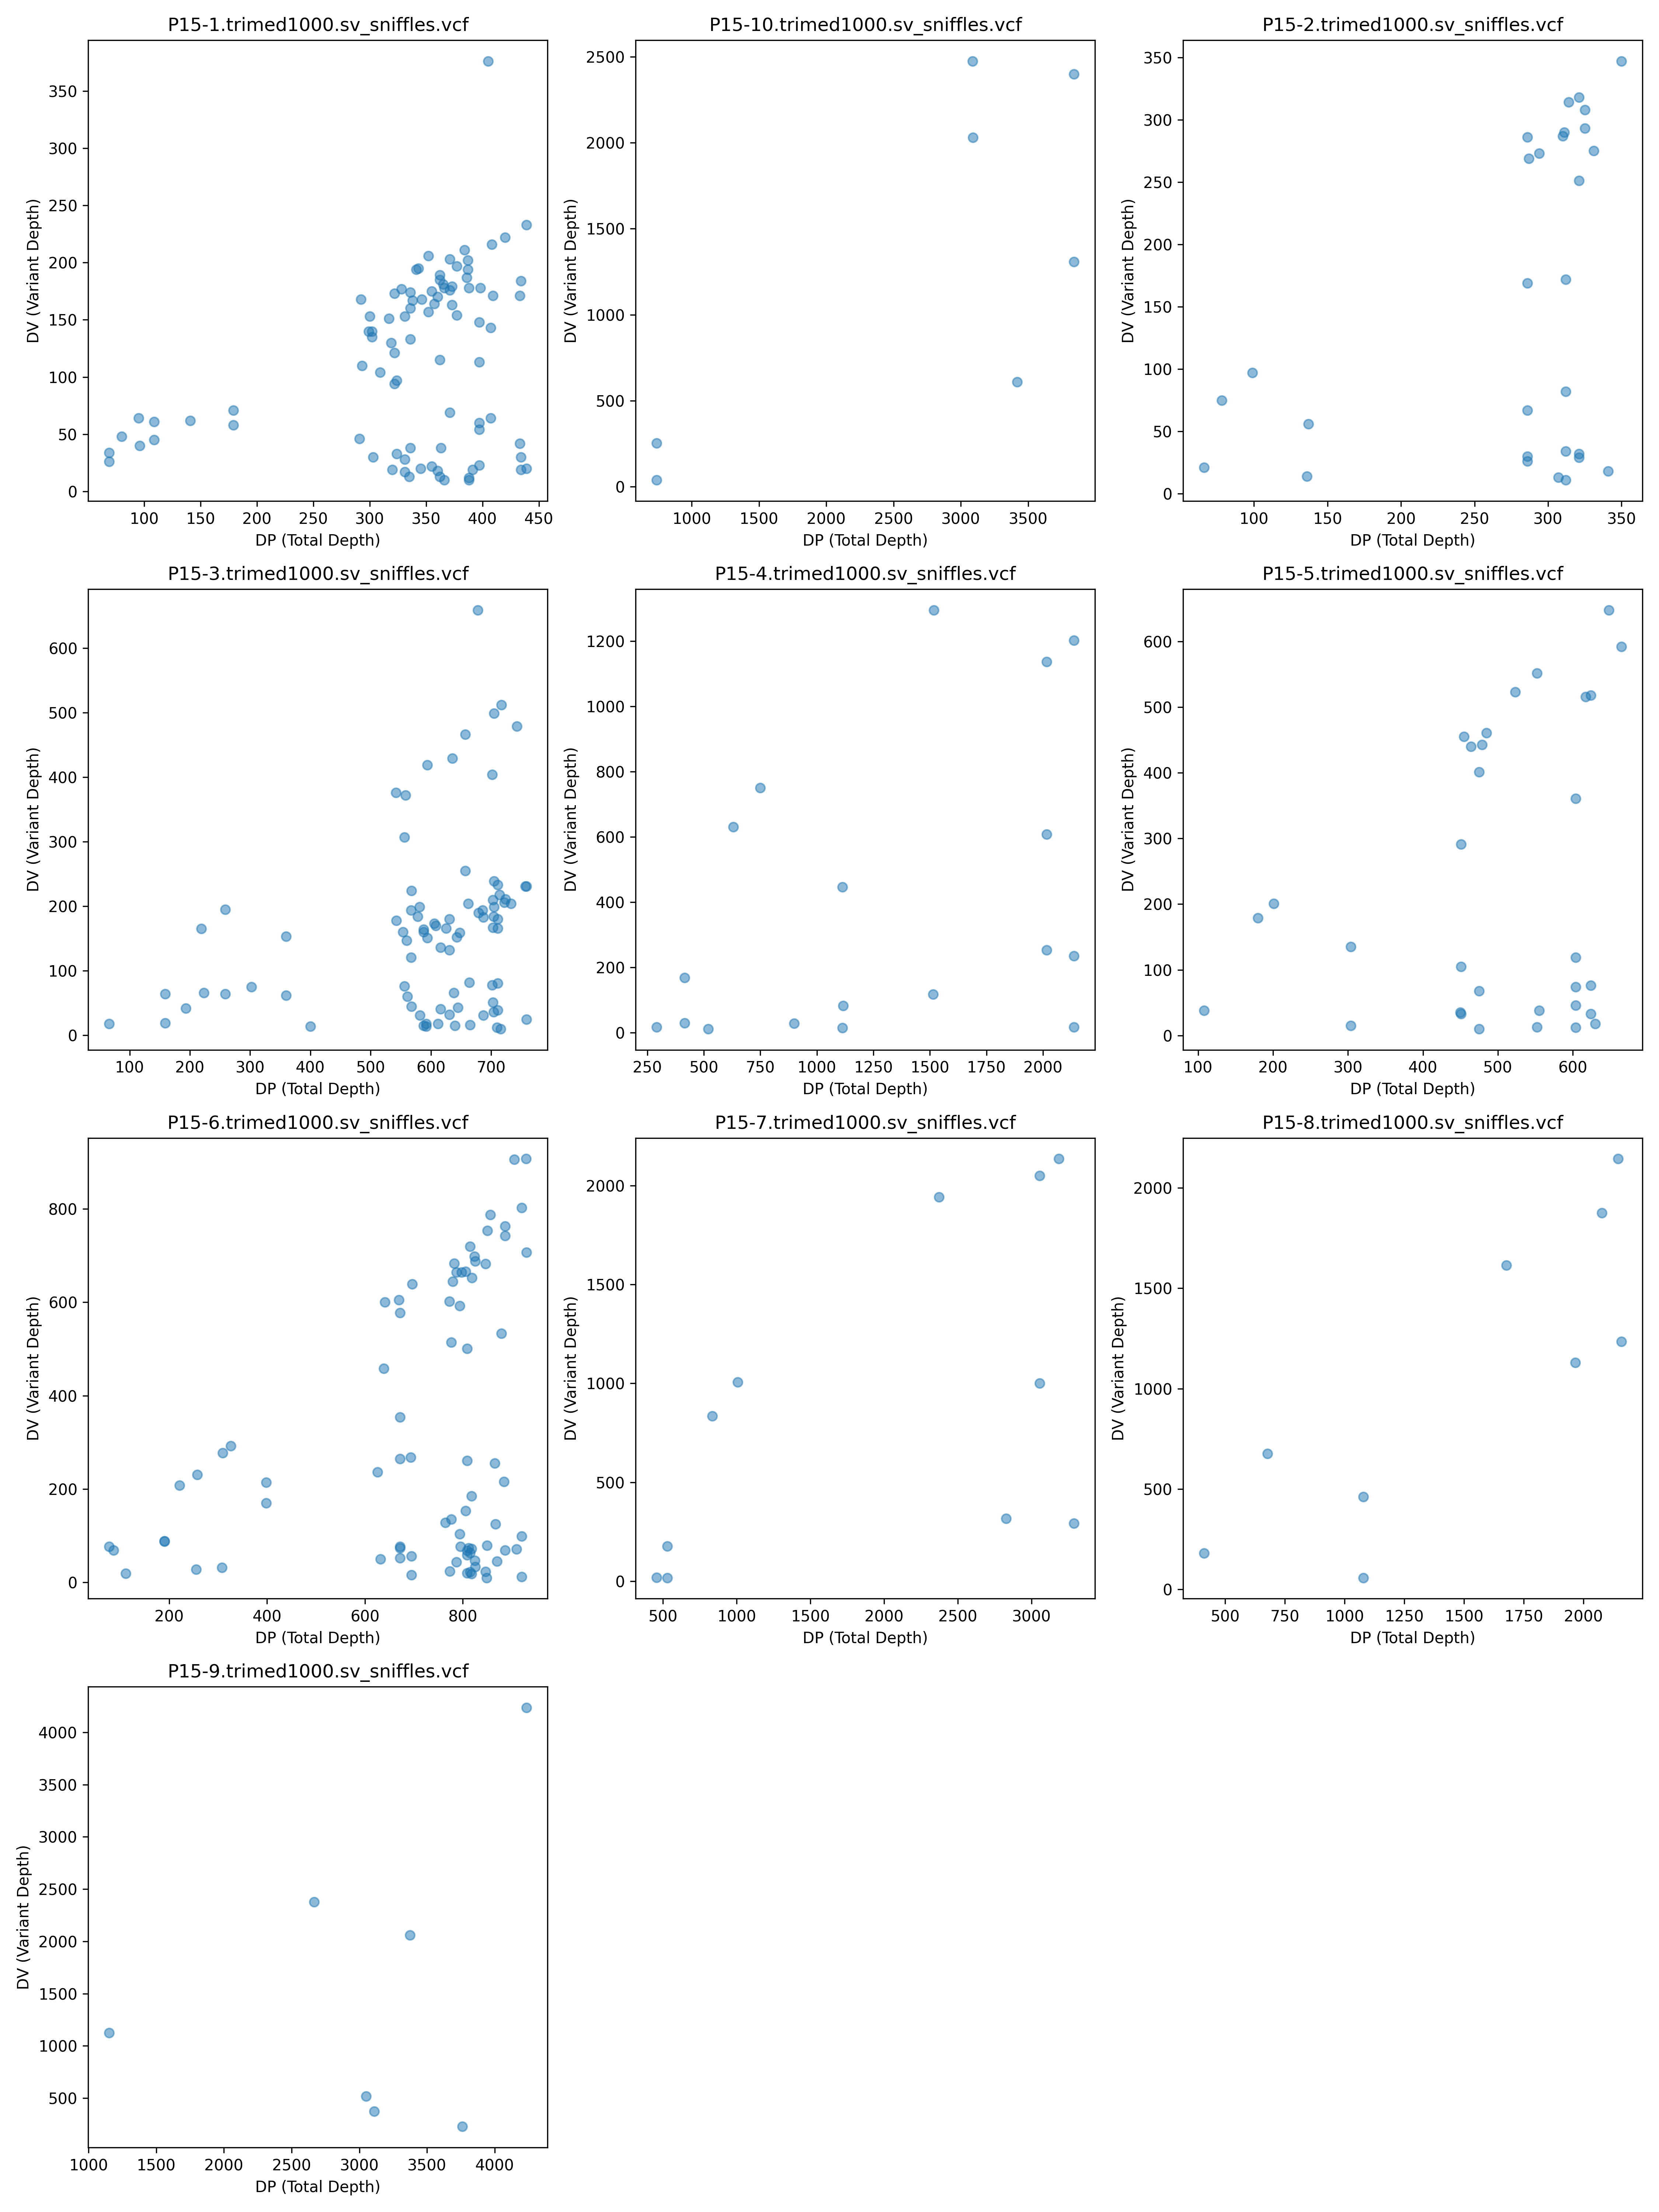 P15-1.trimed1000.sv_sniffles.vcf
350
300
250
200
150
100
50
0
DV (Variant Depth)
100 150 200 250 300 350 400 450
DP (Total Depth)
P15-10.trimed1000.sv_sniffles.vcf
2500
2000
1500
1000
500
0
DV (Variant Depth)
1000 1500 2000 2500 3000 3500
DP (Total Depth)
P15-2.trimed1000.sv_sniffles.vcf
350
300
250
200
150
100
50
0
DV (Variant Depth)
100 150 200 250 300 350
DP (Total Depth)
P15-3.trimed1000.sv_sniffles.vcf
600
500
400
300
200
100
0
DV (Variant Depth)
100 200 300 400 500 600 700
DP (Total Depth)
P15-4.trimed1000.sv_sniffles.vcf
1200
1000
800
600
400
200
0
DV (Variant Depth)
250 500 750 1000 1250 1500 1750 2000
DP (Total Depth)
P15-5.trimed1000.sv_sniffles.vcf
600
500
400
300
200
100
0
DV (Variant Depth)
100 200 300 400 500 600
DP (Total Depth)
P15-6.trimed1000.sv_sniffles.vcf
800
600
400
200
0
DV (Variant Depth)
200 400 600 800
DP (Total Depth)
P15-7.trimed1000.sv_sniffles.vcf
2000
1500
1000
500
0
DV (Variant Depth)
500 1000 1500 2000 2500 3000
DP (Total Depth)
P15-8.trimed1000.sv_sniffles.vcf
2000
1500
1000
500
0
DV (Variant Depth)
500 750 1000 1250 1500 1750 2000
DP (Total Depth)
P15-9.trimed1000.sv_sniffles.vcf
4000
3500
3000
2500
2000
1500
1000
500
DV (Variant Depth)
1000 1500 2000 2500 3000 3500 4000
DP (Total Depth)